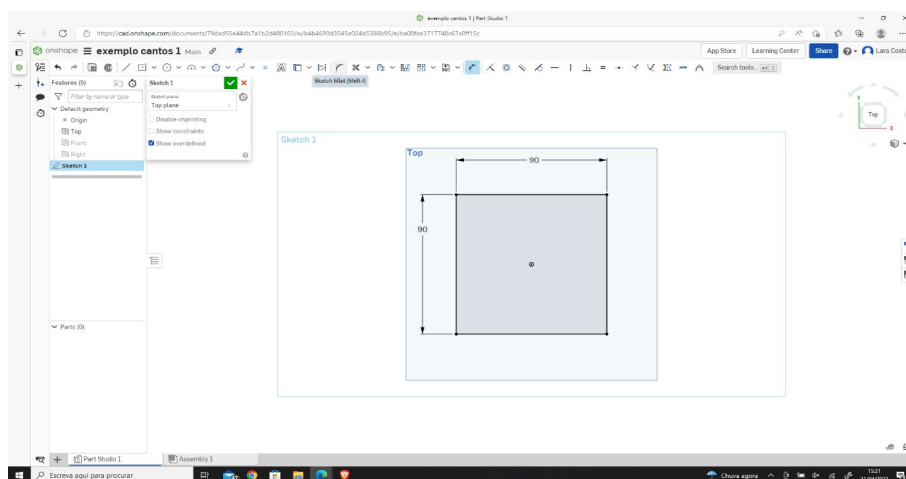 exemplo cantos 1 | Part Studio 1
https://cad.onshape.com/documents/79dad55e44db7a1b2d480103/w/b4b4690d3545e024d5386b95/e/ba00fee3717748d67a0ff15c
onshape exemplo cantos 1 Main
App Store Learning Center Share Lara Costa
Search tools...
Sketch fillet (Shift-f)
Features (5)
Filter by name or type
Default geometry
Origin
Top
Front
Right
Sketch 1
Sketch 1
Sketch plane
Top plane
Disable imprinting
Show constraints
Show overdefined
Sketch 1
Top
90
90
Y
Top
X
Parts (0)
Part Studio 1 Assembly 1
Escreva aqui para procurar
Chuva agora
15:21